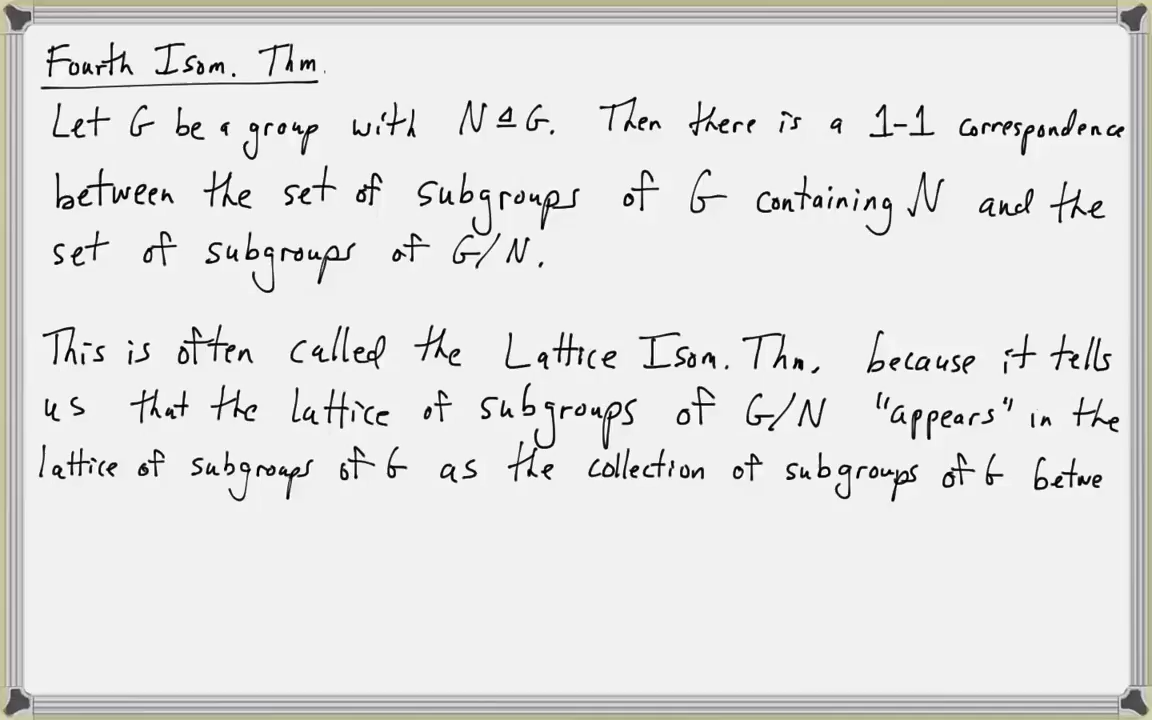 Fourth Isom. Thm.
Let G be a group with N ⊴ G. Then there is a 1-1 correspondence
between the set of subgroups of G containing N and the
set of subgroups of G/N.
This is often called the Lattice Isom. Thm. because it tells
us that the lattice of subgroups of G/N "appears" in the
lattice of subgroups of G as the collection of subgroups of G betwe